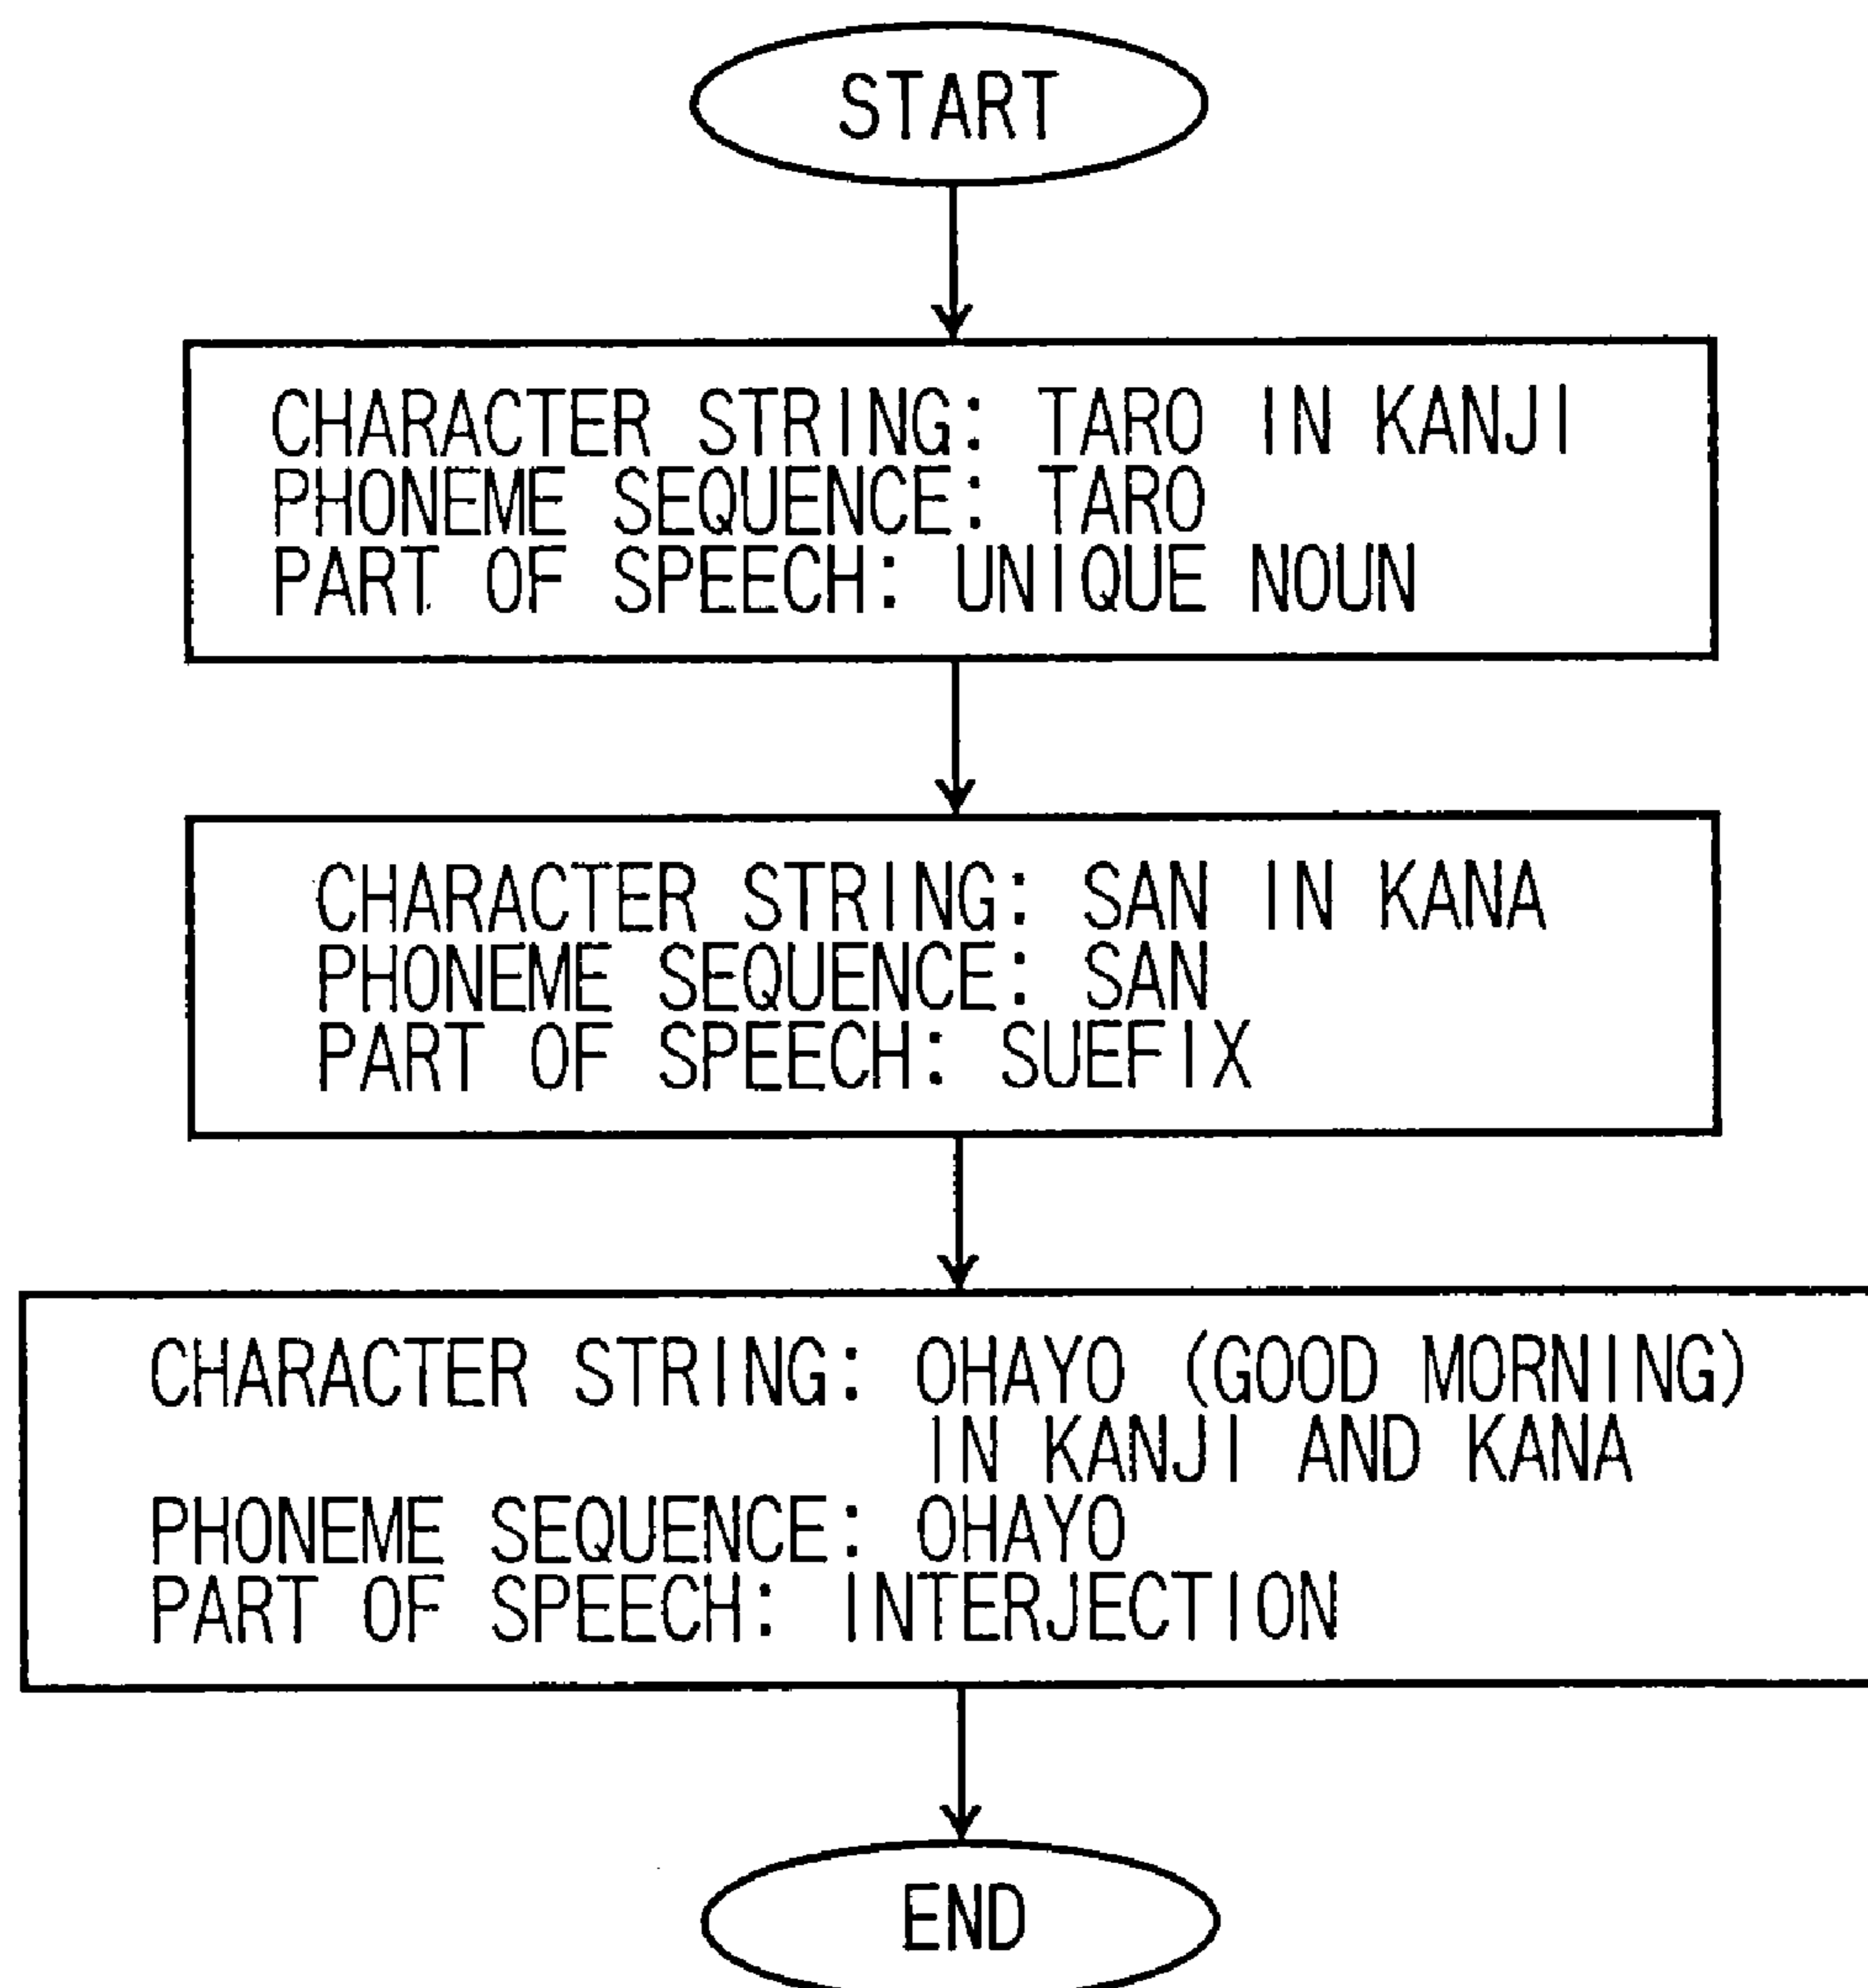 START
CHARACTER STRING: TARO IN KANJI
PHONEME SEQUENCE: TARO
PART OF SPEECH: UNIQUE NOUN
CHARACTER STRING: SAN IN KANA
PHONEME SEQUENCE: SAN
PART OF SPEECH: SUEFIX
CHARACTER STRING: OHAYO (GOOD MORNING)
IN KANJI AND KANA
PHONEME SEQUENCE: OHAYO
PART OF SPEECH: INTERJECTION
END